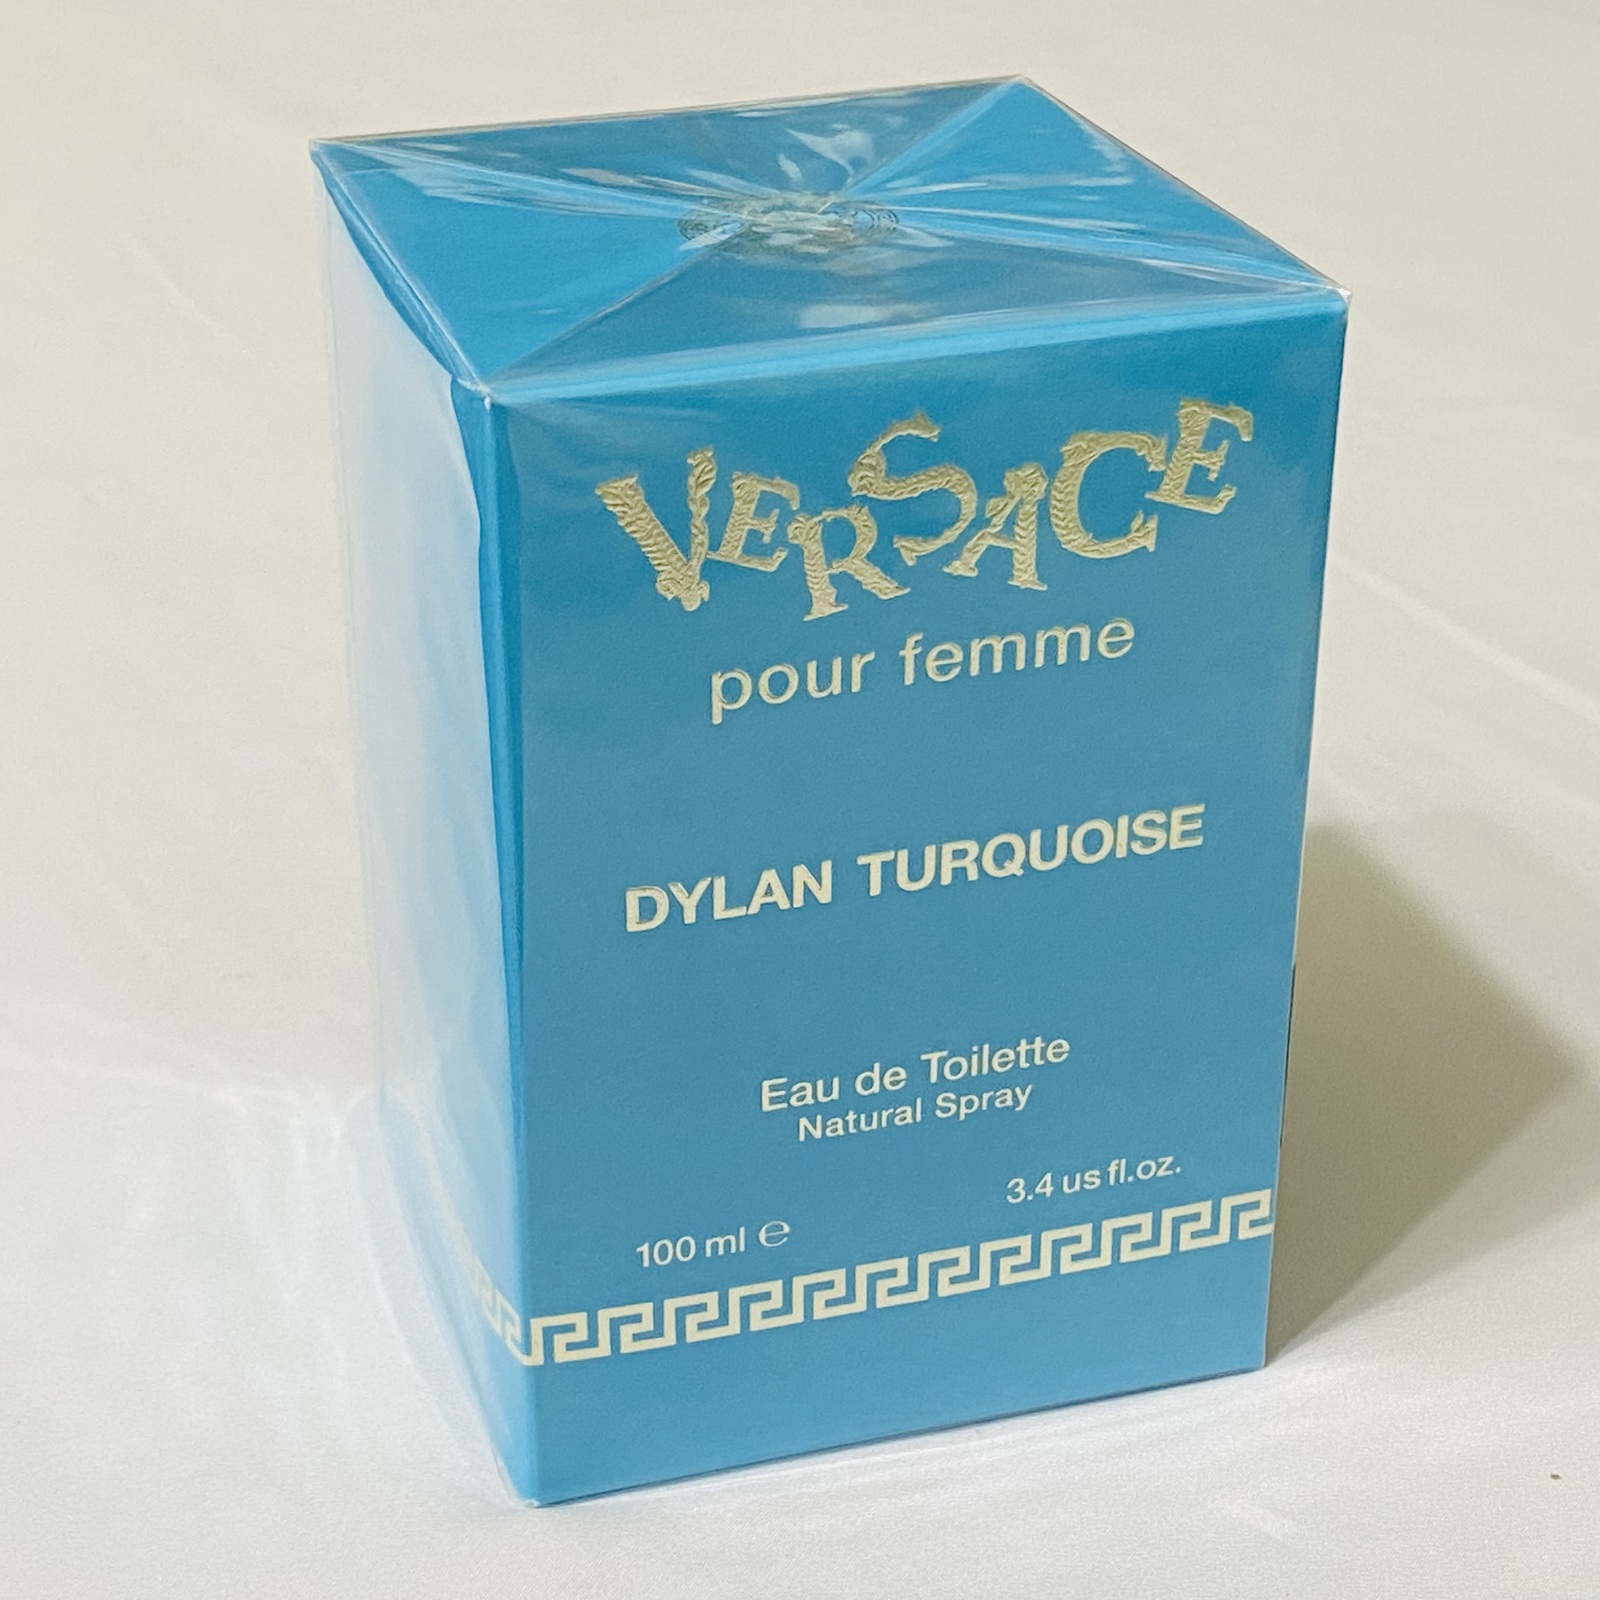 VERSACE
pour femme
DYLAN TURQUOISE
Eau de Toilette
Natural Spray
3.4 us fl.oz.
100 ml ℮